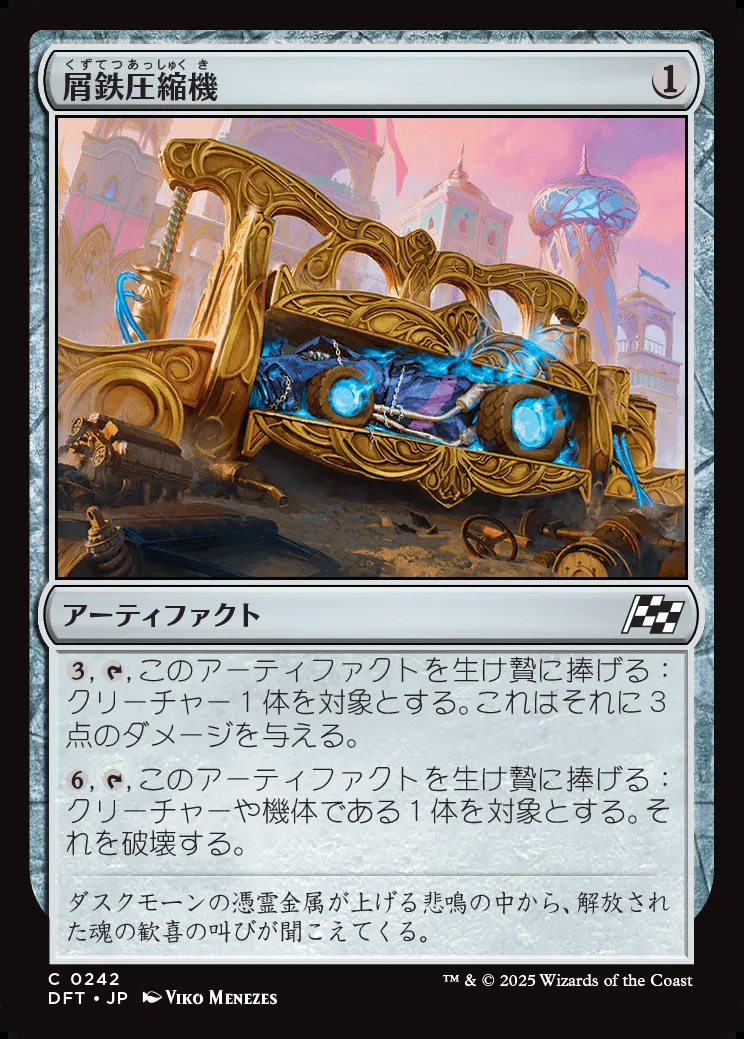 くずてつあっしゅくき
屑鉄圧縮機
1
アーティファクト
3, このアーティファクトを生け贄に捧げる：
クリーチャー１体を対象とする。これはそれに３
点のダメージを与える。
6, このアーティファクトを生け贄に捧げる：
クリーチャーや機体である１体を対象とする。そ
れを破壊する。
ダスクモーンの憑霊金属が上げる悲鳴の中から、解放され
た魂の歓喜の叫びが聞こえてくる。
C 0242
DFT • JP VIKO MENEZES
™ & © 2025 Wizards of the Coast